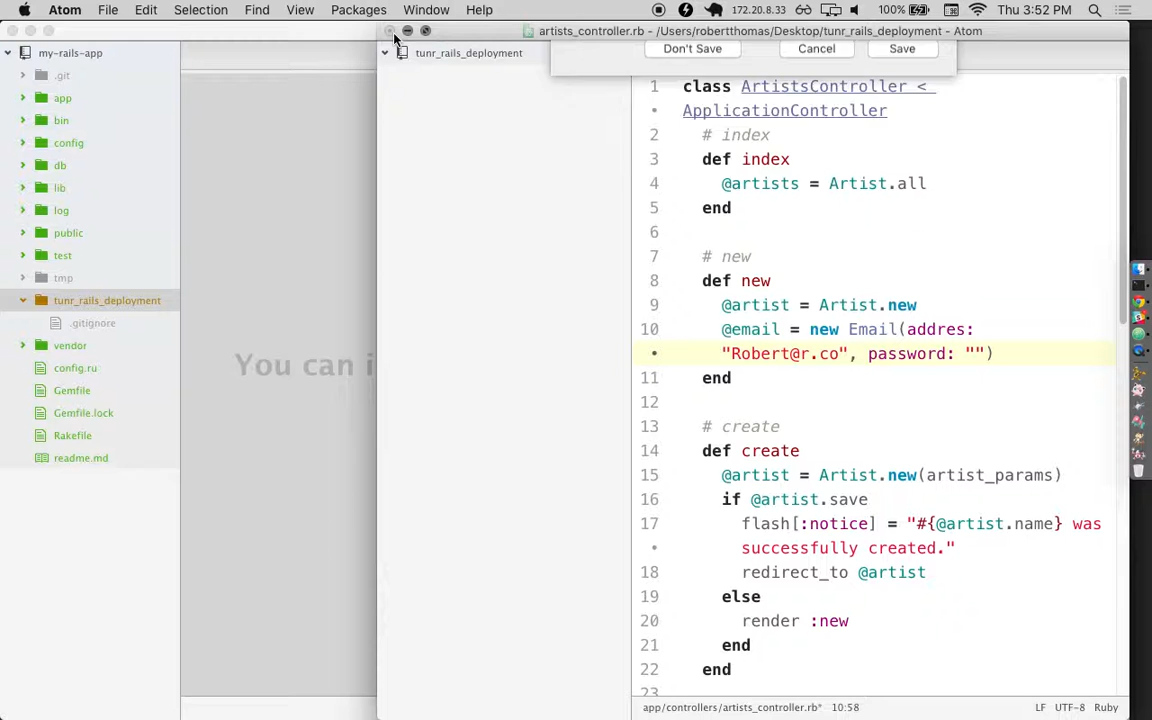 Atom File Edit Selection Find View Packages Window Help 172.20.8.33 100% Thu 3:52 PM
artists_controller.rb - /Users/robertthomas/Desktop/tunr_rails_deployment - Atom
Don't Save Cancel Save
my-rails-app
.git
app
bin
config
db
lib
log
public
test
tmp
tunr_rails_deployment
.gitignore
vendor
config.ru
Gemfile
Gemfile.lock
Rakefile
readme.md
You can i
tunr_rails_deployment
1 class ArtistsController <
• ApplicationController
2 # index
3 def index
4 @artists = Artist.all
5 end
6
7 # new
8 def new
9 @artist = Artist.new
10 @email = new Email(addres:
• "Robert@r.co", password: "")
11 end
12
13 # create
14 def create
15 @artist = Artist.new(artist_params)
16 if @artist.save
17 flash[:notice] = "#{@artist.name} was
• successfully created."
18 redirect_to @artist
19 else
20 render :new
21 end
22 end
23
app/controllers/artists_controller.rb* 10:58 LF UTF-8 Ruby